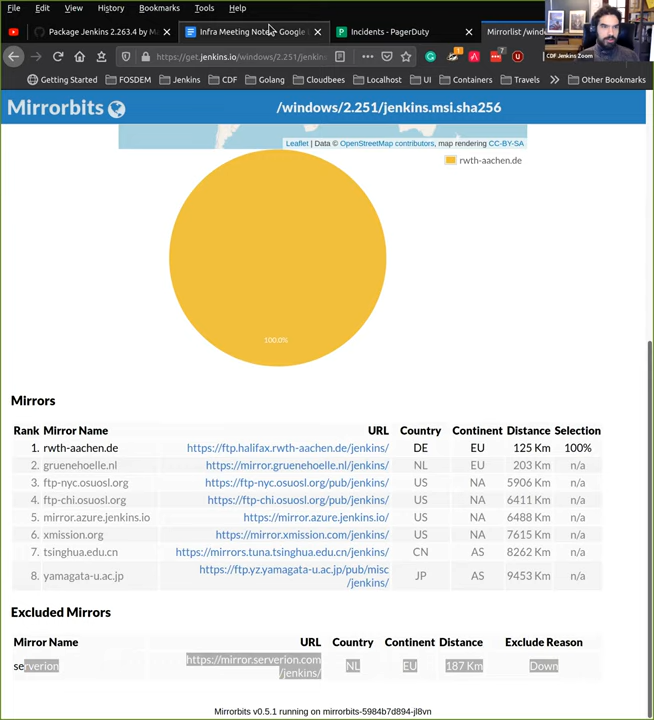 File Edit View History Bookmarks Tools Help
Package Jenkins 2.263.4 by M
Infra Meeting Notes - Google
Incidents - PagerDuty
Mirrorlist /windo
https://get.jenkins.io/windows/2.251/jenkins
1
7
Getting Started FOSDEM Jenkins CDF Golang Cloudbees Localhost UI Containers Travels Other Bookmarks
CDF Jenkins Zoom
Mirrorbits /windows/2.251/jenkins.msi.sha256
Leaflet | Data © OpenStreetMap contributors, map rendering CC-BY-SA
rwth-aachen.de
100.0%
Mirrors
Rank Mirror Name URL Country Continent Distance Selection
1. rwth-aachen.de https://ftp.halifax.rwth-aachen.de/jenkins/ DE EU 125 Km 100%
2. gruenehoelle.nl https://mirror.gruenehoelle.nl/jenkins/ NL EU 203 Km n/a
3. ftp-nyc.osuosl.org https://ftp-nyc.osuosl.org/pub/jenkins/ US NA 5906 Km n/a
4. ftp-chi.osuosl.org https://ftp-chi.osuosl.org/pub/jenkins/ US NA 6411 Km n/a
5. mirror.azure.jenkins.io https://mirror.azure.jenkins.io/ US NA 6488 Km n/a
6. xmission.org https://mirror.xmission.com/jenkins/ US NA 7615 Km n/a
7. tsinghua.edu.cn https://mirrors.tuna.tsinghua.edu.cn/jenkins/ CN AS 8262 Km n/a
8. yamagata-u.ac.jp https://ftp.yz.yamagata-u.ac.jp/pub/misc
/jenkins/ JP AS 9453 Km n/a
Excluded Mirrors
Mirror Name URL Country Continent Distance Exclude Reason
serverion https://mirror.serverion.com
/jenkins/ NL EU 187 Km Down
Mirrorbits v0.5.1 running on mirrorbits-5984b7d894-jl8vn